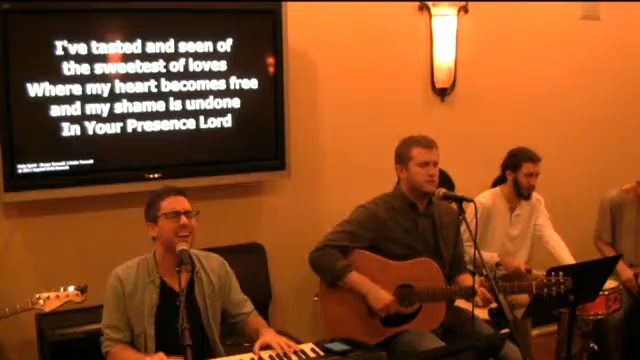 I've tasted and seen of
the sweetest of loves
Where my heart becomes free
and my shame is undone
In Your Presence Lord